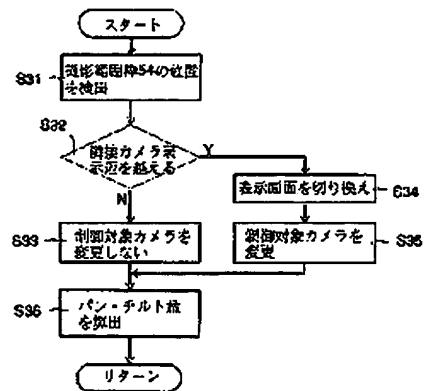 スタート
S31
撮影範囲枠54の位置
を検出
S32
隣接カメラ表
示辺を越える
Y
N
表示画面を切り換え
S34
S33
制御対象カメラを
変更しない
制御対象カメラを
変更
S35
S36
パン・チルト値
を算出
リターン